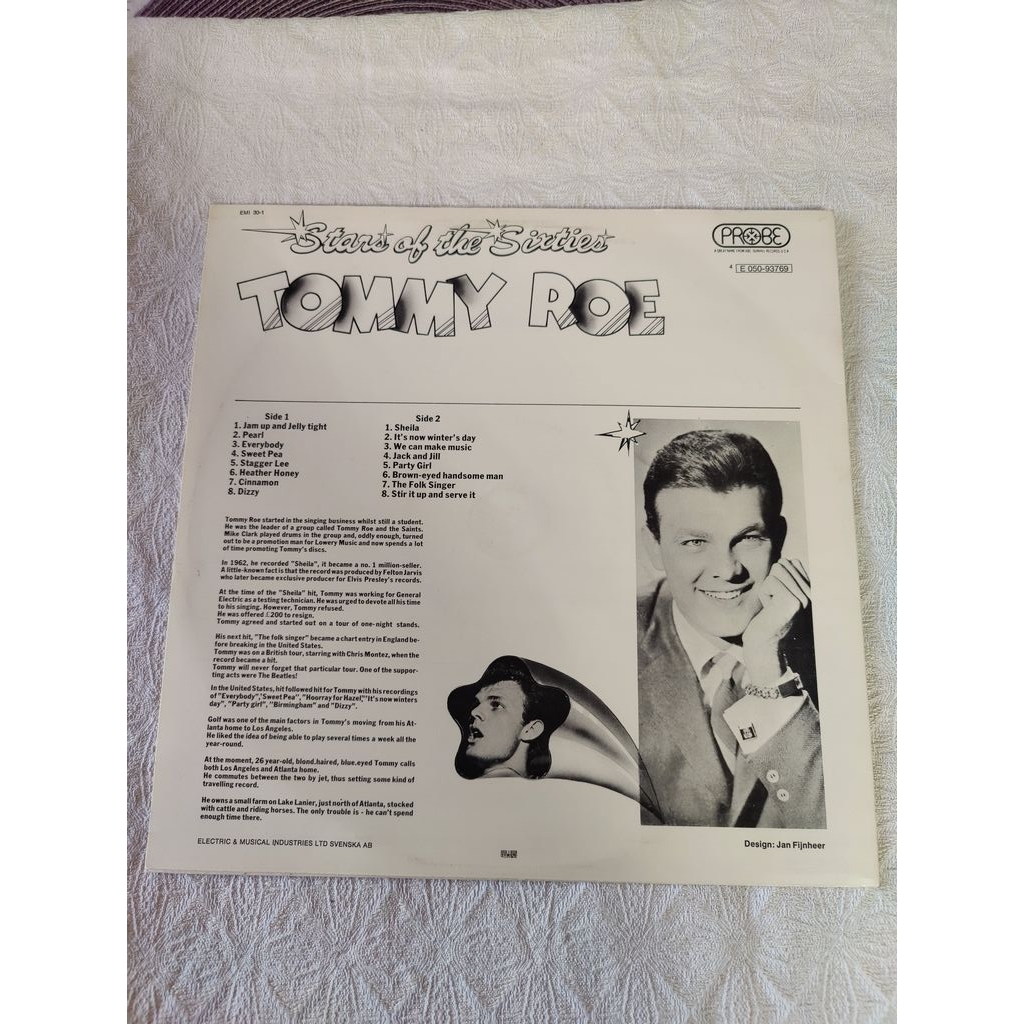 EMI 30-1
Stars of the Sixties
PROBE
4 E 050-93769
TOMMY ROE
Side 1
1. Jam up and Jelly tight
2. Pearl
3. Everybody
4. Sweet Pea
5. Stagger Lee
6. Heather Honey
7. Cinnamon
8. Dizzy
Side 2
1. Sheila
2. It's now winter's day
3. We can make music
4. Jack and Jill
5. Party Girl
6. Brown-eyed handsome man
7. The Folk Singer
8. Stir it up and serve it
Tommy Roe started in the singing business whilst still a student.
He was the leader of a group called Tommy Roe and the Saints.
Mike Clark played drums in the group and, oddly enough, turned
out to be a promotion man for Lowery Music and now spends a lot
of time promoting Tommy's discs.
In 1962, he recorded "Sheila", it became a no. 1 million-seller.
A little-known fact is that the record was produced by Felton Jarvis
who later became exclusive producer for Elvis Presley's records.
At the time of the "Sheila" hit, Tommy was working for General
Electric as a testing technician. He was urged to devote all his time
to his singing. However, Tommy refused.
He was offered £200 to resign.
Tommy agreed and started out on a tour of one-night stands.
His next hit, "The folk singer" became a chart entry in England be-
fore breaking in the United States.
Tommy was on a British tour, starring with Chris Montez, when the
record became a hit.
Tommy will never forget that particular tour. One of the suppor-
ting acts were The Beatles!
In the United States, hit followed hit for Tommy with his recordings
of "Everybody","Sweet Pea", "Hoorray for Hazel,""It's now winters
day", "Party girl", "Birmingham" and "Dizzy".
Golf was one of the main factors in Tommy's moving from his At-
lanta home to Los Angeles.
He liked the idea of being able to play several times a week all the
year-round.
At the moment, 26 year-old, blond.haired, blue.eyed Tommy calls
both Los Angeles and Atlanta home.
He commutes between the two by jet, thus setting some kind of
travelling record.
He owns a small farm on Lake Lanier, just north of Atlanta, stocked
with cattle and riding horses. The only trouble is - he can't spend
enough time there.
ELECTRIC & MUSICAL INDUSTRIES LTD SVENSKA AB
Design: Jan Fijnheer